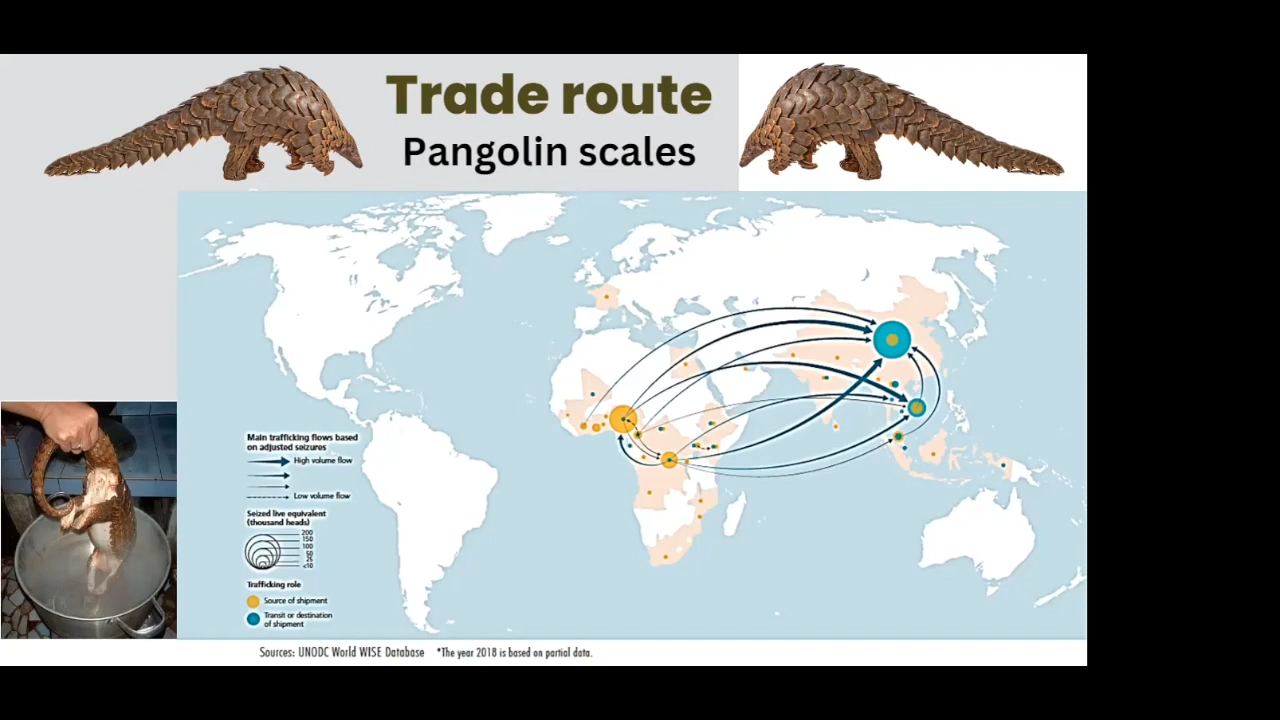 Trade route
Pangolin scales
Main trafficking flows based
on adjusted seizures
High volume flow
Low volume flow
Seized live equivalent
(thousand heads)
200
150
100
50
25
<10
Trafficking role
Source of shipment
Transit or destination
of shipment
Sources: UNODC World WISE Database *The year 2018 is based on partial data.